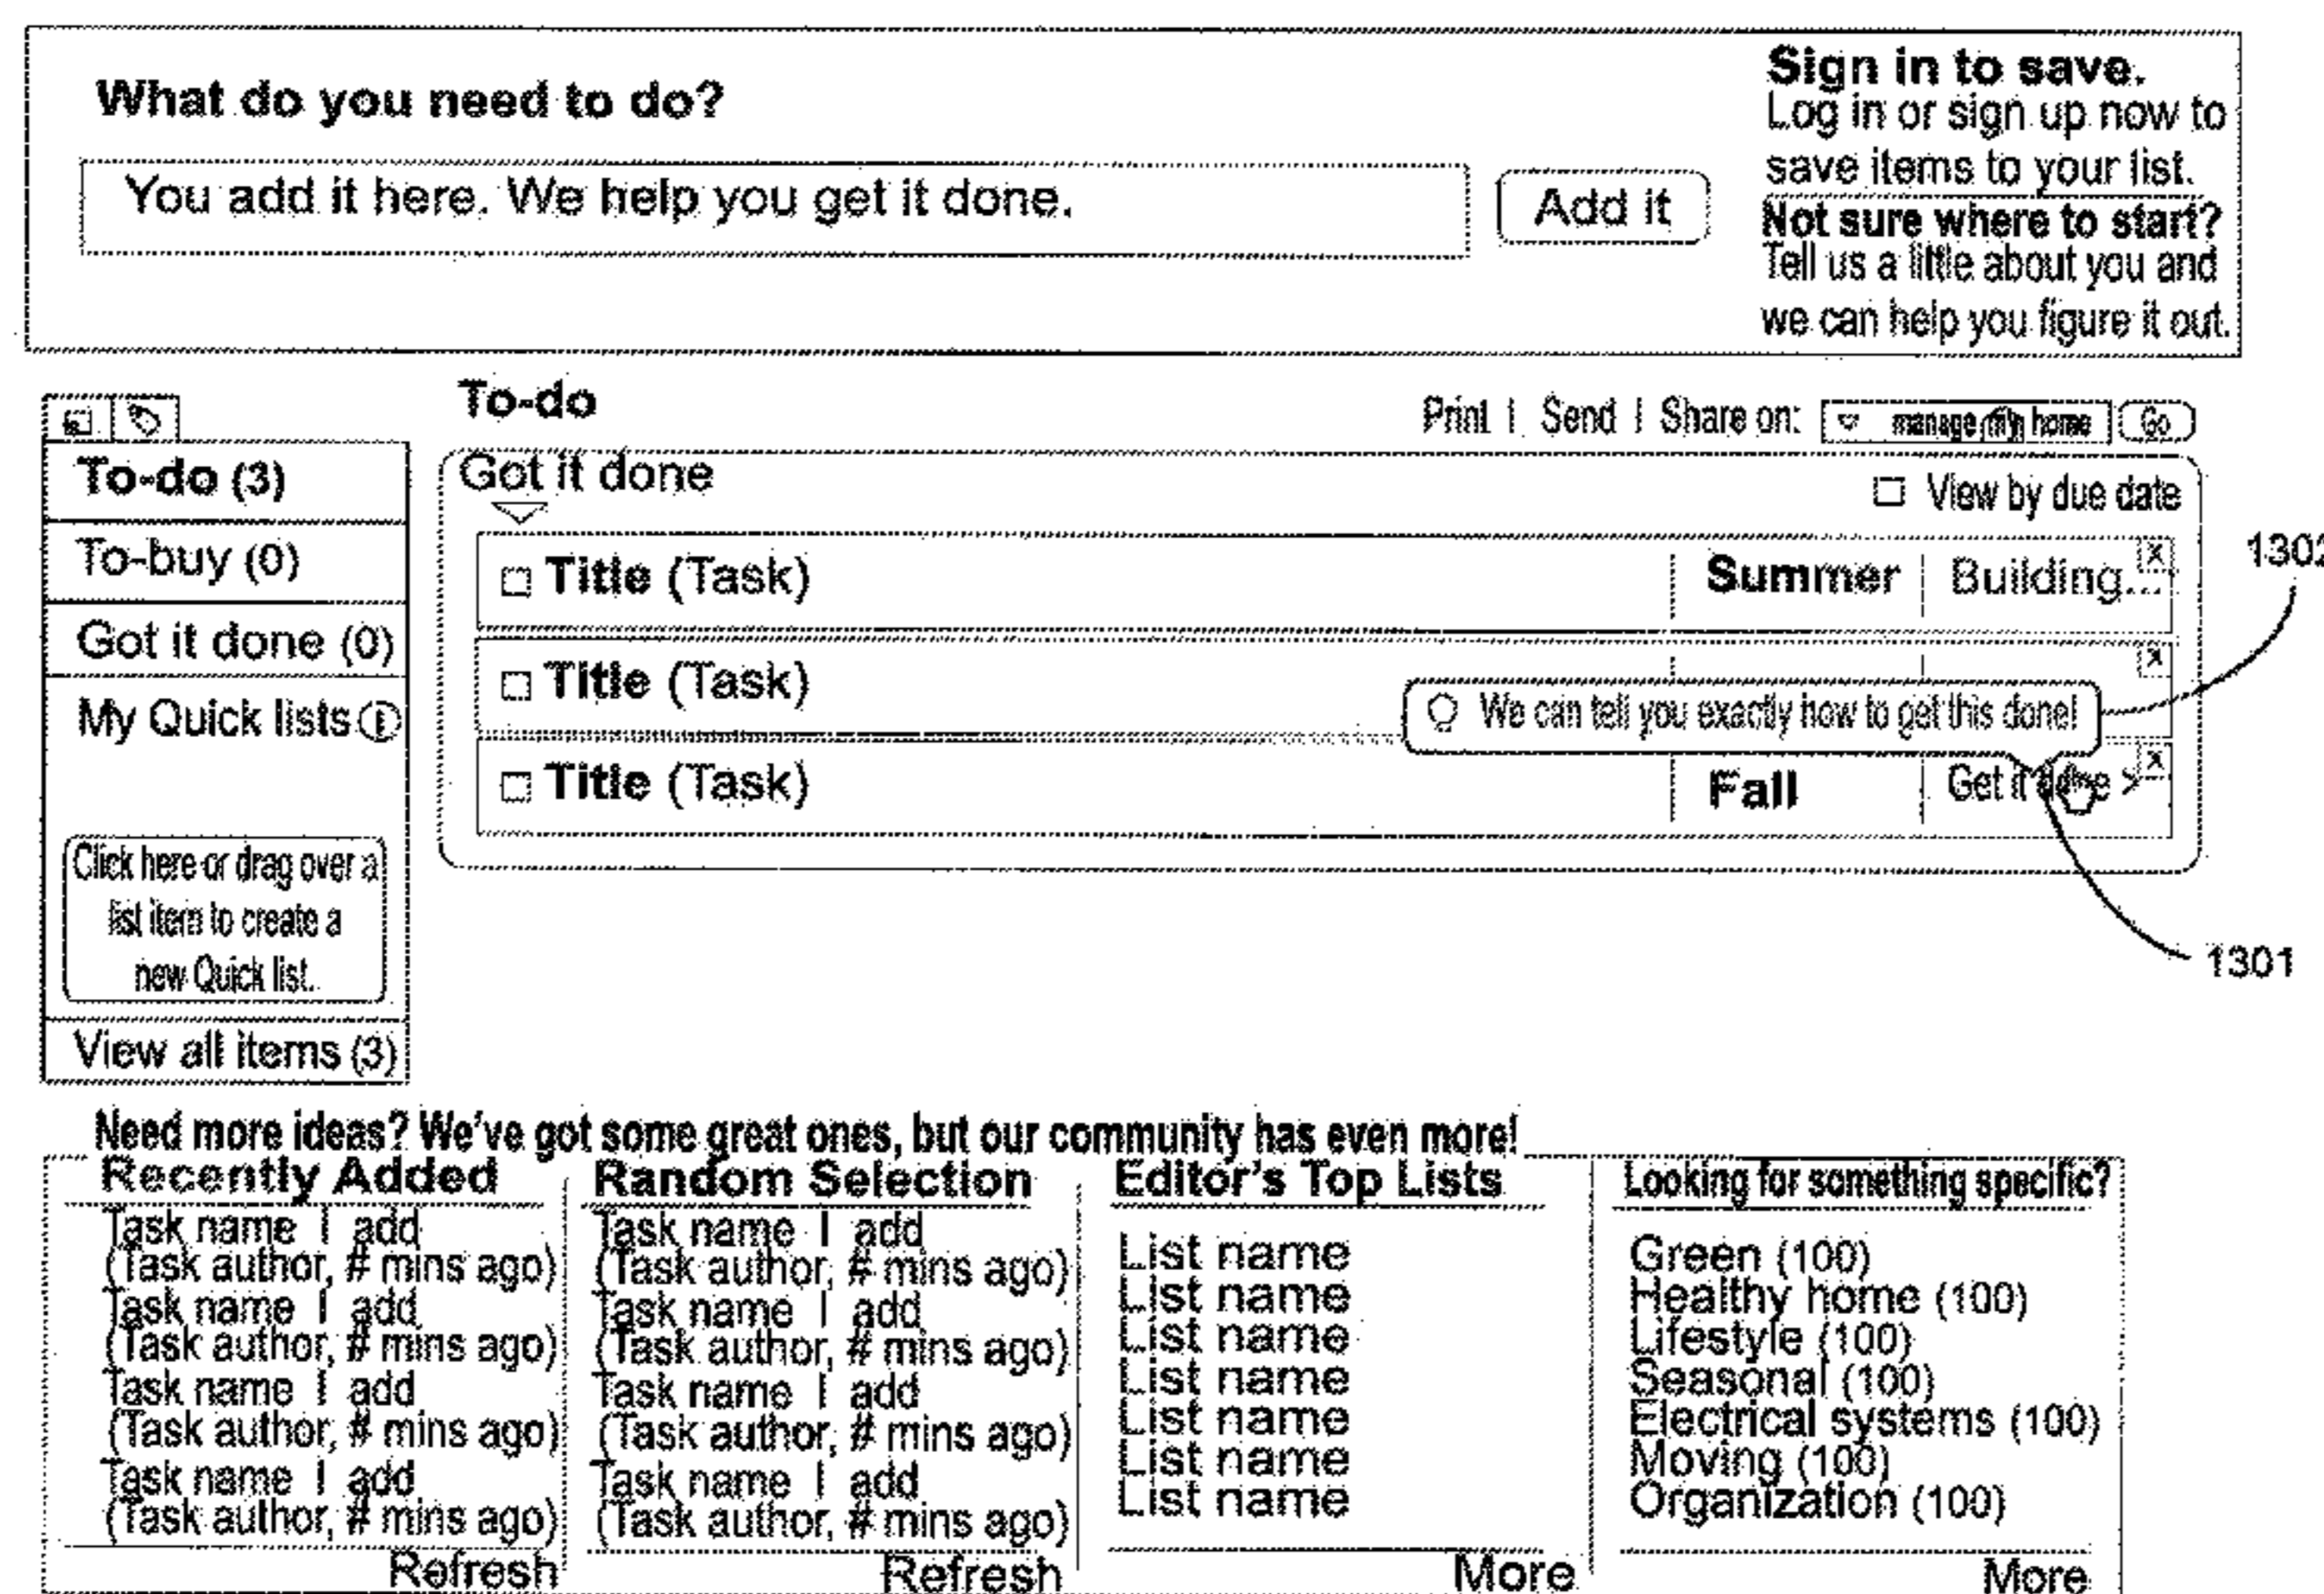 What do you need to do?
You add it here. We help you get it done.
Add it
Sign in to save.
Log in or sign up now to
save items to your list.
Not sure where to start?
Tell us a little about you and
we can help you figure it out.
To-do (3)
To-buy (0)
Got it done (0)
My Quick lists
Click here or drag over a
list item to create a
new Quick list.
View all items (3)
To-do
Print | Send | Share on: manage my home Go
Got it done
View by due date
Title (Task) Summer Building... x
1302
Title (Task) x
We can tell you exactly how to get this done!
Title (Task) Fall Get it done > x
1301
Need more ideas? We've got some great ones, but our community has even more!
Recently Added
Task name | add
(Task author, # mins ago)
Task name | add
(Task author, # mins ago)
Task name | add
(Task author, # mins ago)
Task name | add
(Task author, # mins ago)
Refresh
Random Selection
Task name | add
(Task author, # mins ago)
Task name | add
(Task author, # mins ago)
Task name | add
(Task author, # mins ago)
Task name | add
(Task author, # mins ago)
Refresh
Editor's Top Lists
List name
List name
List name
List name
List name
List name
List name
More
Looking for something specific?
Green (100)
Healthy home (100)
Lifestyle (100)
Seasonal (100)
Electrical systems (100)
Moving (100)
Organization (100)
More